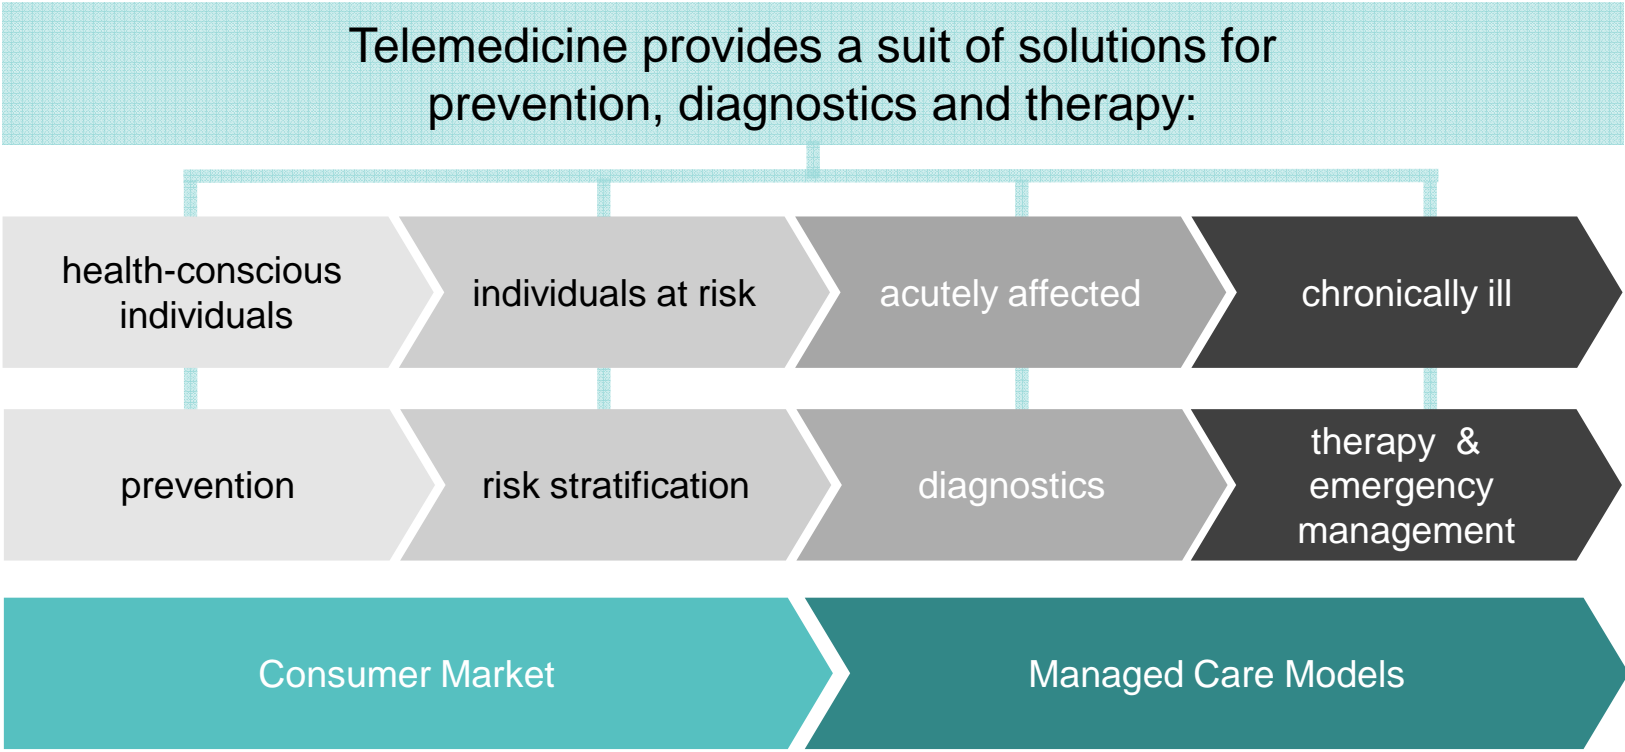 Telemedicine provides a suit of solutions for
prevention, diagnostics and therapy:
health-conscious
individuals
individuals at risk
acutely affected
chronically ill
prevention
risk stratification
diagnostics
therapy &
emergency
management
Consumer Market
Managed Care Models